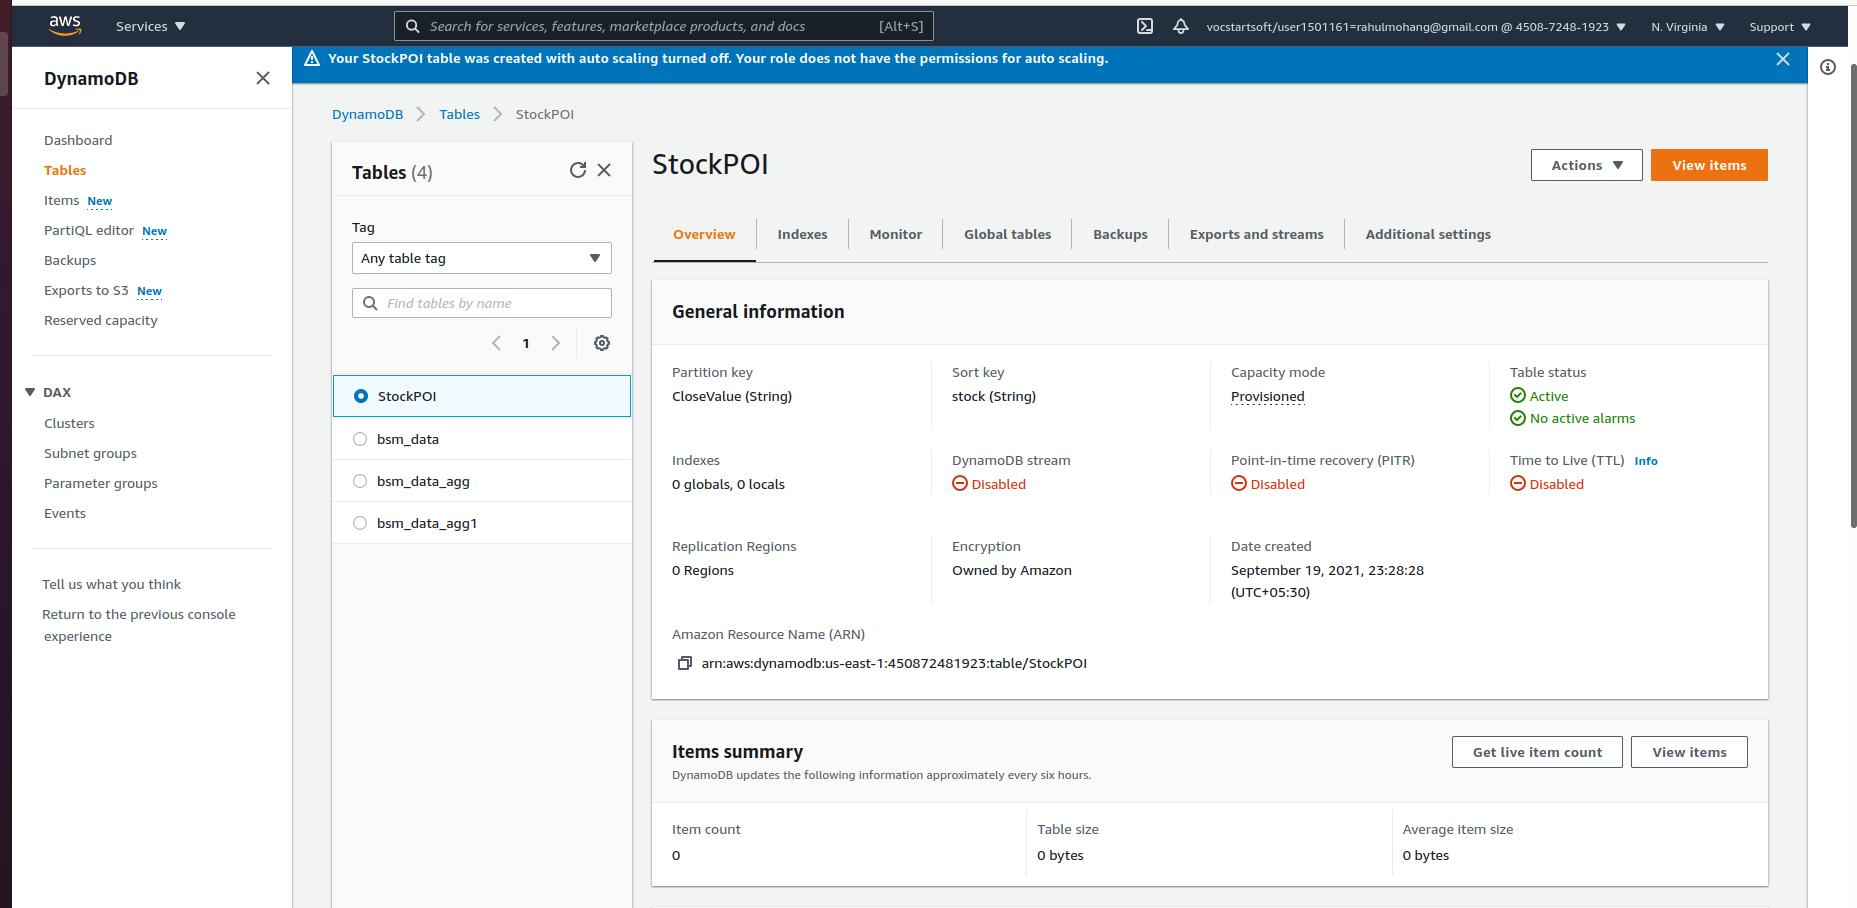 aws
Services
Search for services, features, marketplace products, and docs [Alt+S]
vocstartsoft/user1501161=rahulmohang@gmail.com @ 4508-7248-1923
N. Virginia
Support
DynamoDB
Your StockPOI table was created with auto scaling turned off. Your role does not have the permissions for auto scaling.
Dashboard
Tables
Items New
PartiQL editor New
Backups
Exports to S3 New
Reserved capacity
DAX
Clusters
Subnet groups
Parameter groups
Events
Tell us what you think
Return to the previous console
experience
DynamoDB > Tables > StockPOI
Tables (4)
Tag
Any table tag
Find tables by name
1
StockPOI
bsm_data
bsm_data_agg
bsm_data_agg1
StockPOI
Actions
View items
Overview
Indexes
Monitor
Global tables
Backups
Exports and streams
Additional settings
General information
Partition key
CloseValue (String)
Sort key
stock (String)
Capacity mode
Provisioned
Table status
Active
No active alarms
Indexes
0 globals, 0 locals
DynamoDB stream
Disabled
Point-in-time recovery (PITR)
Disabled
Time to Live (TTL) Info
Disabled
Replication Regions
0 Regions
Encryption
Owned by Amazon
Date created
September 19, 2021, 23:28:28
(UTC+05:30)
Amazon Resource Name (ARN)
arn:aws:dynamodb:us-east-1:450872481923:table/StockPOI
Items summary
DynamoDB updates the following information approximately every six hours.
Get live item count
View items
Item count
0
Table size
0 bytes
Average item size
0 bytes